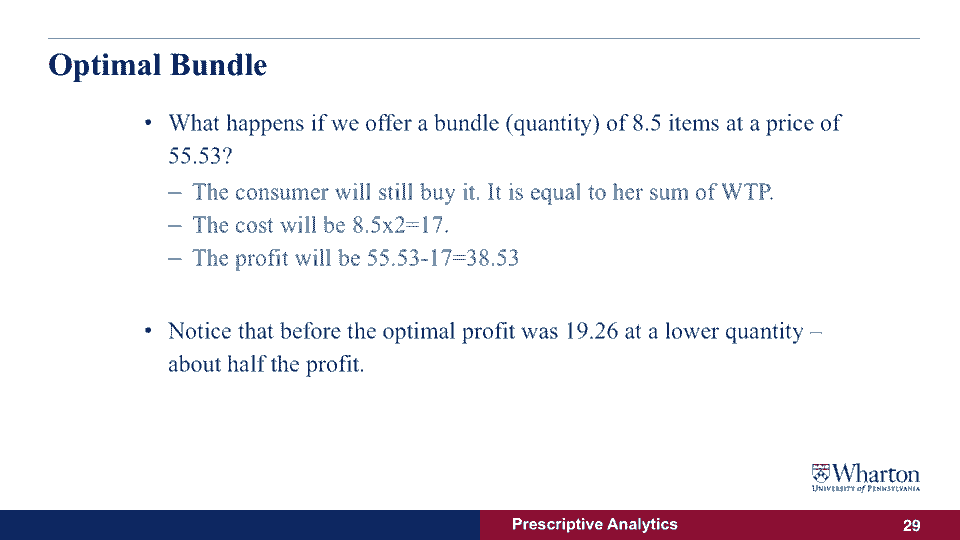 Optimal Bundle
• What happens if we offer a bundle (quantity) of 8.5 items at a price of
55.53?
– The consumer will still buy it. It is equal to her sum of WTP.
– The cost will be 8.5x2=17.
– The profit will be 55.53-17=38.53
• Notice that before the optimal profit was 19.26 at a lower quantity –
about half the profit.
Wharton
UNIVERSITY of PENNSYLVANIA
Prescriptive Analytics
29